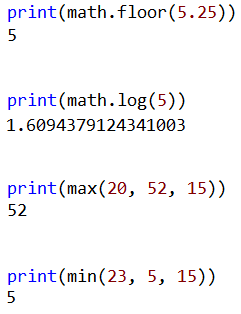 print(math.floor(5.25))
5
print(math.log(5))
1.6094379124341003
print(max(20, 52, 15))
52
print(min(23, 5, 15))
5